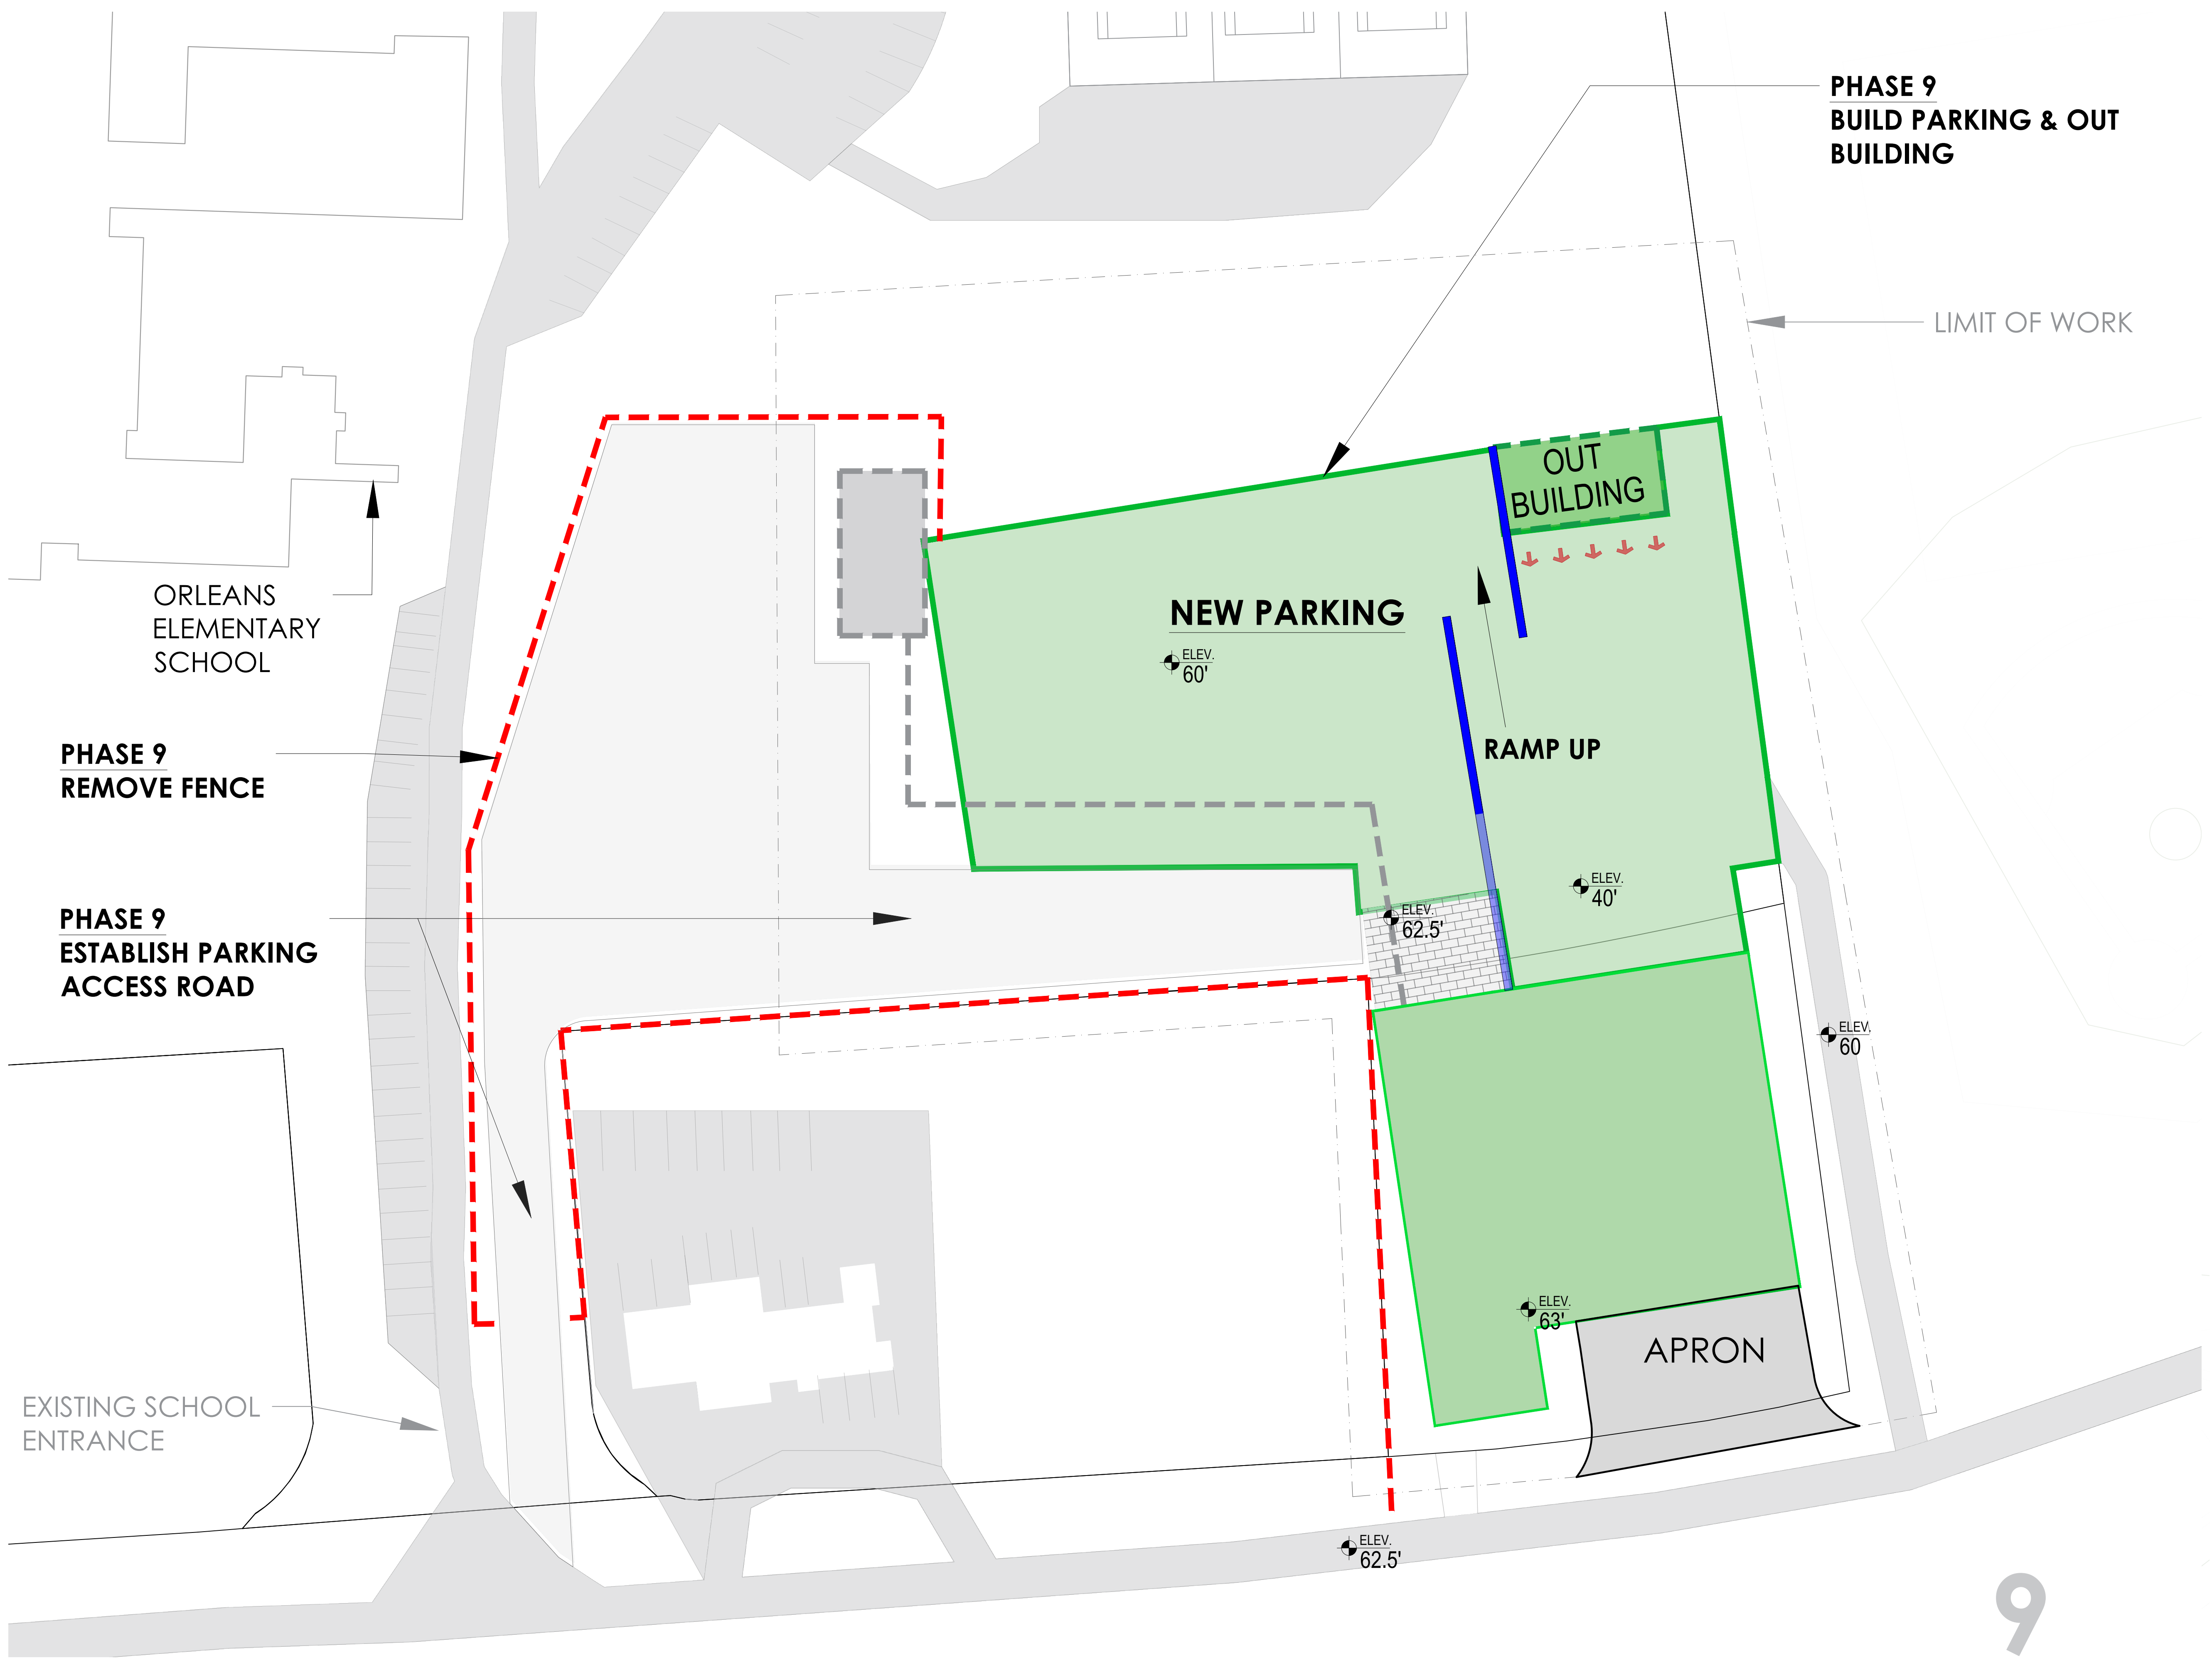 PHASE 9
BUILD PARKING & OUT
BUILDING
LIMIT OF WORK
OUT
BUILDING
ORLEANS
ELEMENTARY
SCHOOL
NEW PARKING
ELEV.
60'
RAMP UP
PHASE 9
REMOVE FENCE
ELEV.
40'
PHASE 9
ESTABLISH PARKING
ACCESS ROAD
ELEV.
62.5'
ELEV.
60
ELEV.
63'
APRON
EXISTING SCHOOL
ENTRANCE
ELEV.
62.5'
9